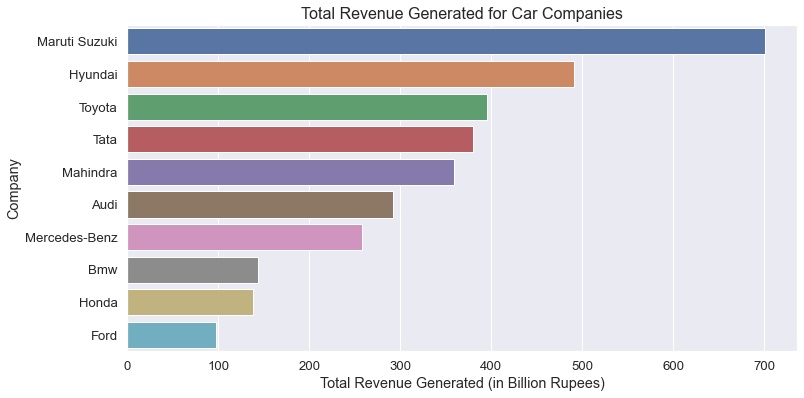 Total Revenue Generated for Car Companies
Company
Maruti Suzuki
Hyundai
Toyota
Tata
Mahindra
Audi
Mercedes-Benz
Bmw
Honda
Ford
0 100 200 300 400 500 600 700
Total Revenue Generated (in Billion Rupees)